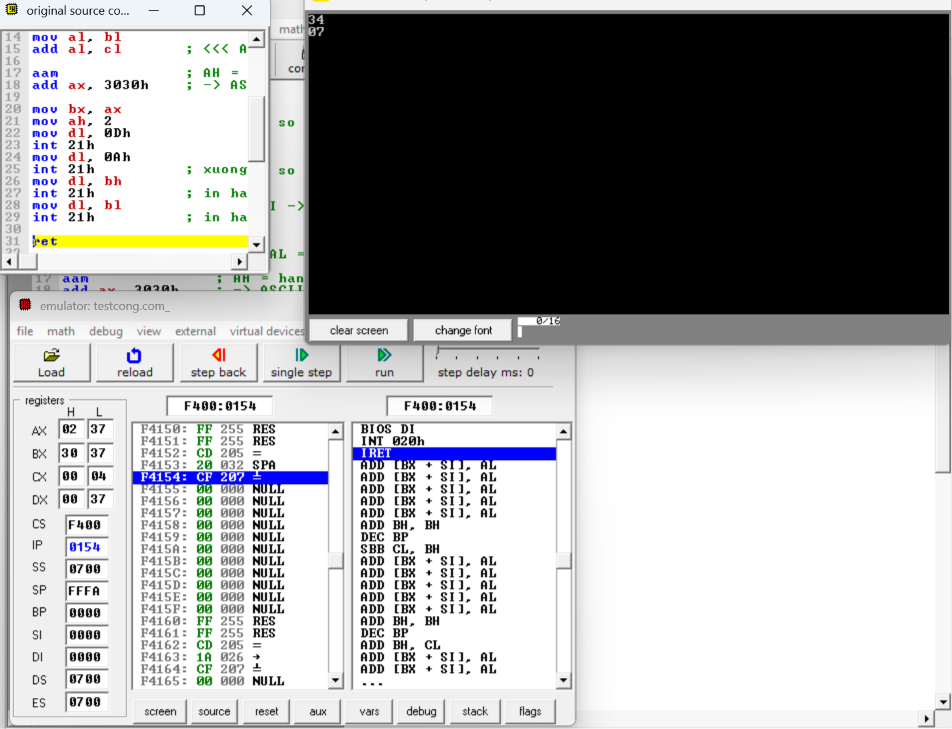 original source co...
14 mov al, bl
15 add al, cl ; <<< A
16
17 aam ; AH =
18 add ax, 3030h ; -> AS
19
20 mov bx, ax
21 mov ah, 2
22 mov dl, 0Dh
23 int 21h
24 mov dl, 0Ah
25 int 21h ; xuong
26 mov dl, bh
27 int 21h ; in ha
28 mov dl, bl
29 int 21h ; in ha
30
31 ret
math
so
so
I ->
AL =
17 aam ; AH = han
18 add ax, 3030h ; -> ASCII
34
07
clear screen change font 0/16
emulator: testcong.com_
file math debug view external virtual devices
Load reload step back single step run step delay ms: 0
registers F400:0154 F400:0154
H L
AX 02 37
BX 30 37
CX 00 04
DX 00 37
CS F400
IP 0154
SS 0700
SP FFFA
BP 0000
SI 0000
DI 0000
DS 0700
ES 0700
F4150: FF 255 RES
F4151: FF 255 RES
F4152: CD 205 =
F4153: 20 032 SPA
F4154: CF 207 ╧
F4155: 00 000 NULL
F4156: 00 000 NULL
F4157: 00 000 NULL
F4158: 00 000 NULL
F4159: 00 000 NULL
F415A: 00 000 NULL
F415B: 00 000 NULL
F415C: 00 000 NULL
F415D: 00 000 NULL
F415E: 00 000 NULL
F415F: 00 000 NULL
F4160: FF 255 RES
F4161: FF 255 RES
F4162: CD 205 =
F4163: 1A 026 →
F4164: CF 207 ╧
F4165: 00 000 NULL
BIOS DI
INT 020h
IRET
ADD [BX + SI], AL
ADD [BX + SI], AL
ADD [BX + SI], AL
ADD [BX + SI], AL
ADD [BX + SI], AL
ADD BH, BH
DEC BP
SBB CL, BH
ADD [BX + SI], AL
ADD [BX + SI], AL
ADD [BX + SI], AL
ADD [BX + SI], AL
ADD [BX + SI], AL
ADD BH, BH
DEC BP
ADD BH, CL
ADD [BX + SI], AL
ADD [BX + SI], AL
...
screen source reset aux vars debug stack flags